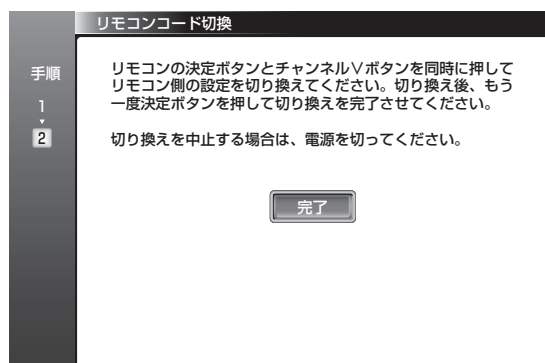 リモコンコード切換
手順
1
2
リモコンの決定ボタンとチャンネル∨ボタンを同時に押して
リモコン側の設定を切り換えてください。切り換え後、もう
一度決定ボタンを押して切り換えを完了させてください。
切り換えを中止する場合は、電源を切ってください。
完了